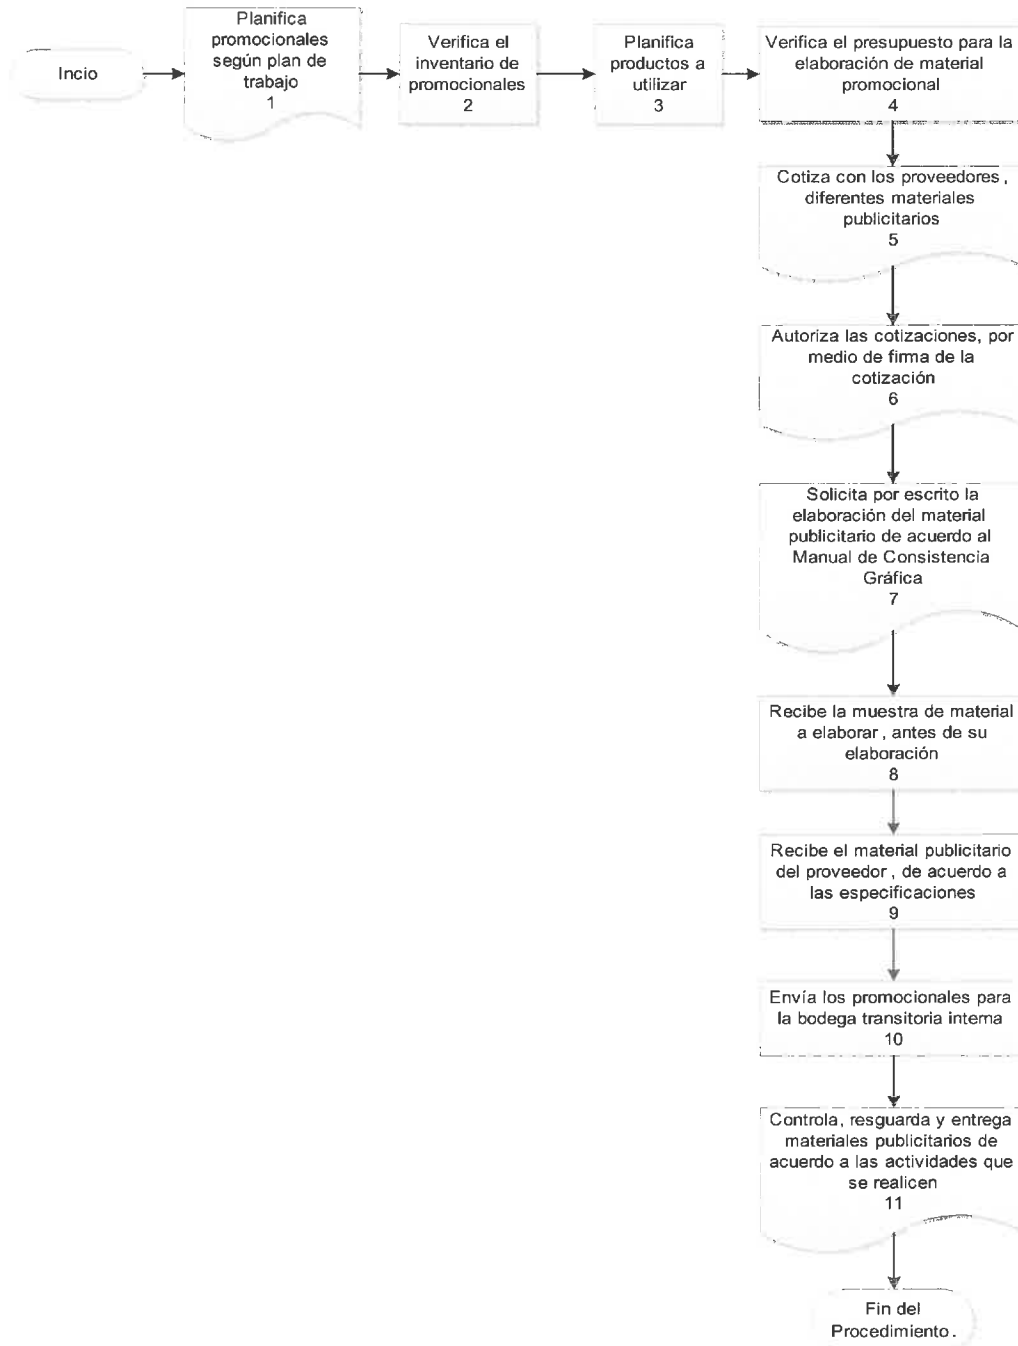 Incio
Planifica
promocionales
según plan de
trabajo
1
Verifica el
inventario de
promocionales
2
Planifica
productos a
utilizar
3
Verifica el presupuesto para la
elaboración de material
promocional
4
Cotiza con los proveedores ,
diferentes materiales
publicitarios
5
Autoriza las cotizaciones, por
medio de firma de la
cotización
6
Solicita por escrito la
elaboración del material
publicitario de acuerdo al
Manual de Consistencia
Gráfica
7
Recibe la muestra de material
a elaborar , antes de su
elaboración
8
Recibe el material publicitario
del proveedor , de acuerdo a
las especificaciones
9
Envía los promocionales para
la bodega transitoria interna
10
Controla, resguarda y entrega
materiales publicitarios de
acuerdo a las actividades que
se realicen
11
Fin del
Procedimiento .